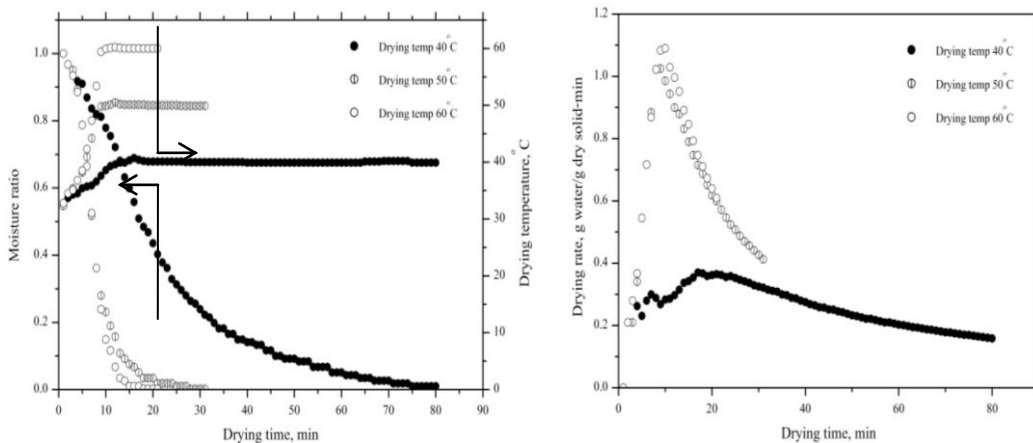 Moisture ratio
1.0
0.8
0.6
0.4
0.2
0.0
0 10 20 30 40 50 60 70 80 90
Drying time, min
60
50
40
30
20
10
0
Drying temperature, °C
Drying temp 40°C
Drying temp 50°C
Drying temp 60°C
Drying rate, g water/g dry solid-min
1.2
1.0
0.8
0.6
0.4
0.2
0.0
0 20 40 60 80
Drying time, min
Drying temp 40°C
Drying temp 50°C
Drying temp 60°C